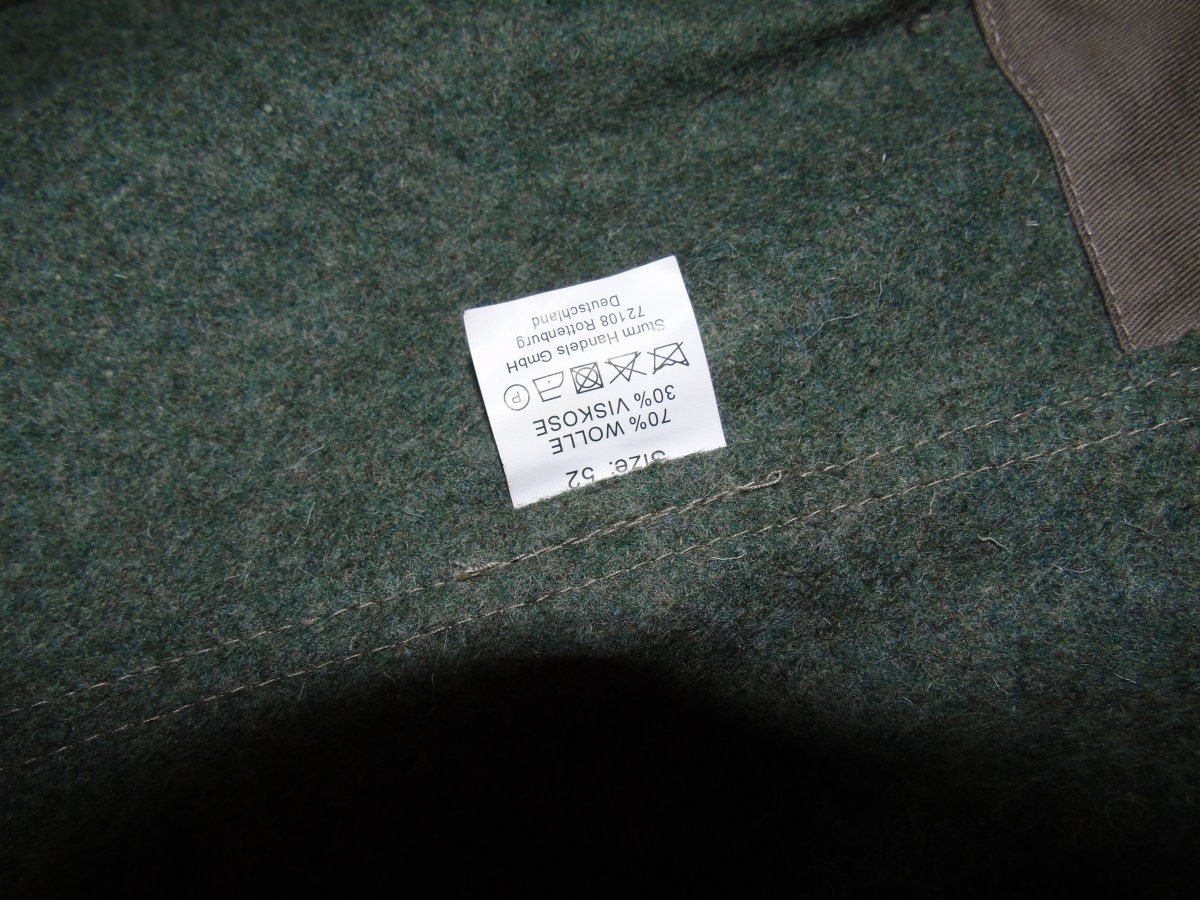 Size: 52
70% WOLLE
30% VISKOSE
P
Sturm Handels GmbH
72108 Rottenburg
Deutschland